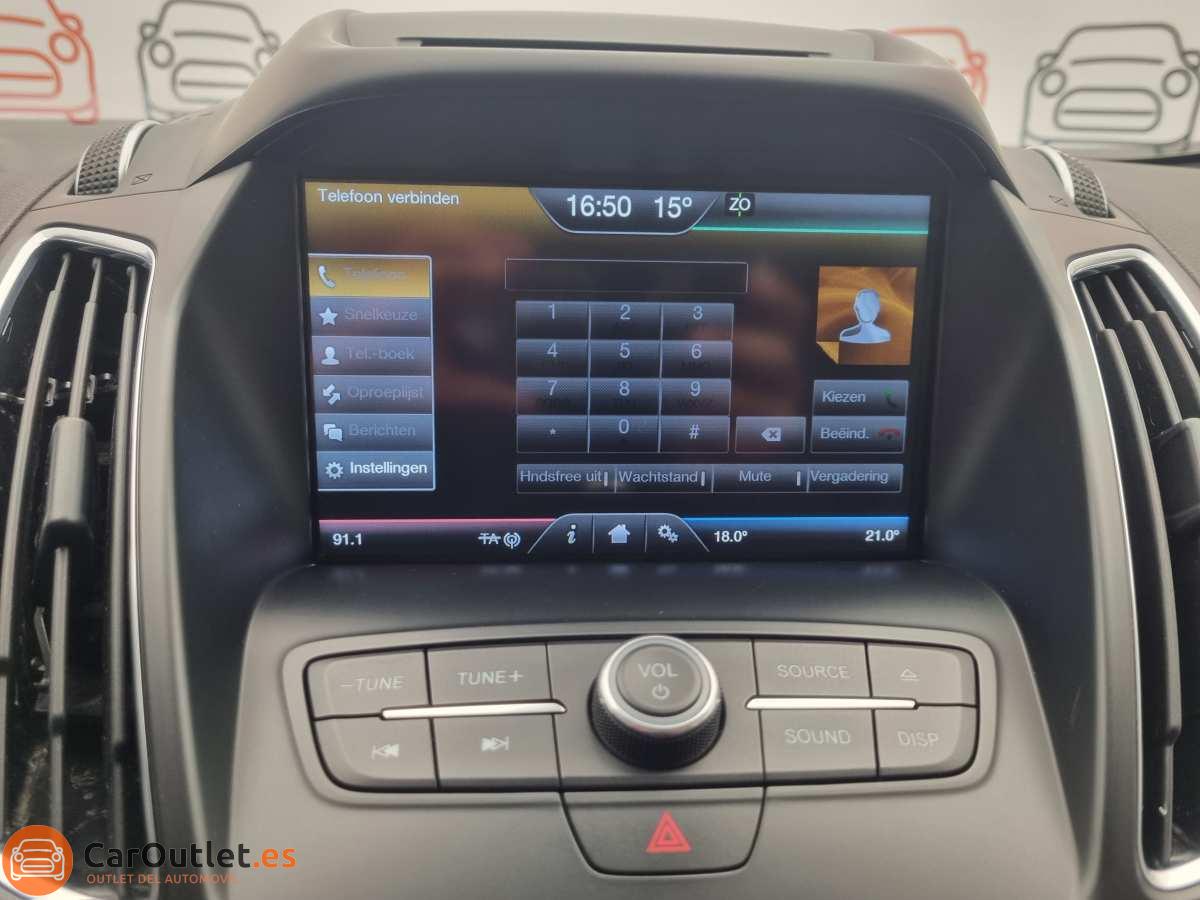 Telefoon verbinden
16:50 15° ZO
Telefoon
Snelkeuze
Tel.-boek
Oproeplijst
Berichten
Instellingen
1 2 3
4 5 6
7 8 9
* 0 #
Kiezen
Beëind.
Hndsfree uit Wachtstand Mute Vergadering
91.1 TA i 18.0° 21.0°
-TUNE TUNE+ VOL SOURCE
SOUND DISP
CarOutlet.es
OUTLET DEL AUTOMOVIL